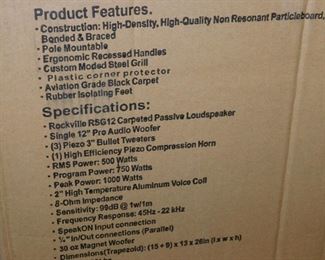 Product Features.
• Construction: High-Density, High-Quality Non Resonant Particleboard,
Bonded & Braced
• Pole Mountable
• Ergonomic Recessed Handles
• Custom Moded Steel Grill
• Plastic corner protector
• Aviation Grade Black Carpet
• Rubber Isolating Feet
Specifications:
• Rockville RSG12 Carpeted Passive Loudspeaker
• Single 12" Pro Audio Woofer
• (3) Piezo 3" Bullet Tweeters
• (1) High Efficiency Piezo Compression Horn
• RMS Power: 500 Watts
• Program Power: 750 Watts
• Peak Power: 1000 Watts
• 2" High Temperature Aluminum Voice Coil
• 8-Ohm Impedance
• Sensitivity: 99dB @ 1w/1m
• Frequency Response: 45Hz - 22 kHz
• SpeakON Input connection
• ¼" In/Out connections (Parallel)
• 30 oz Magnet Woofer
• Dimensions(Trapezoid): (15 + 9) x 13 x 26in (l x w x h)